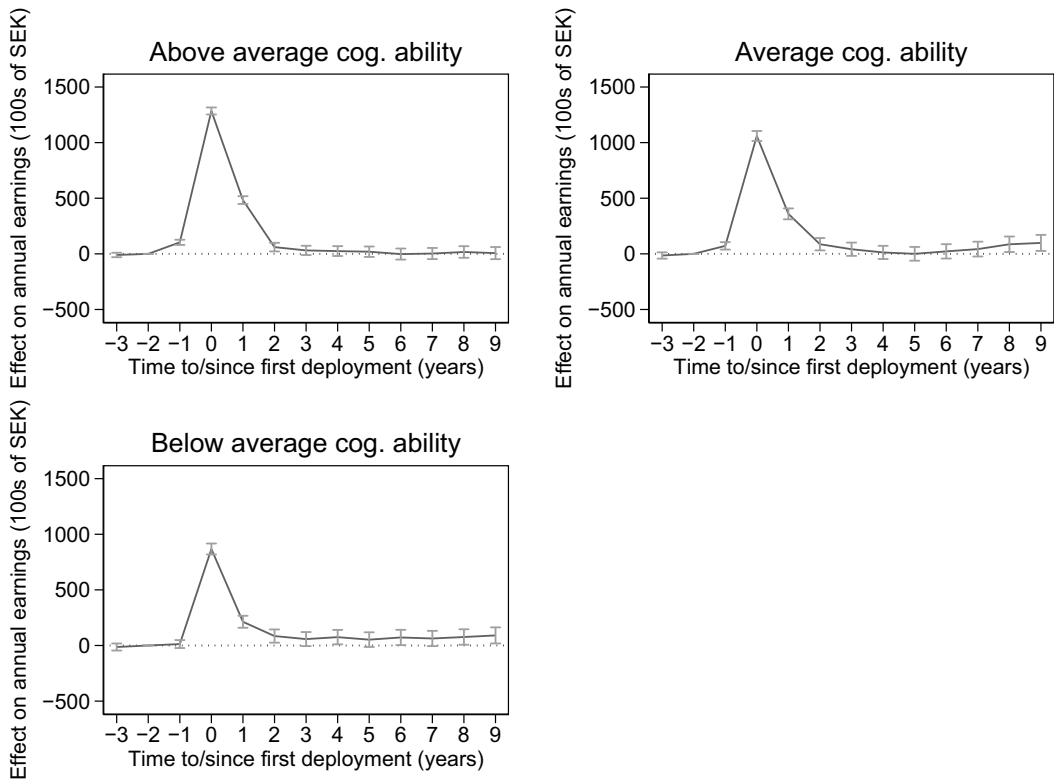 Above average cog. ability
Effect on annual earnings (100s of SEK)
1500
1000
500
0
−500
−3 −2 −1 0 1 2 3 4 5 6 7 8 9
Time to/since first deployment (years)
Average cog. ability
Effect on annual earnings (100s of SEK)
1500
1000
500
0
−500
−3 −2 −1 0 1 2 3 4 5 6 7 8 9
Time to/since first deployment (years)
Below average cog. ability
Effect on annual earnings (100s of SEK)
1500
1000
500
0
−500
−3 −2 −1 0 1 2 3 4 5 6 7 8 9
Time to/since first deployment (years)